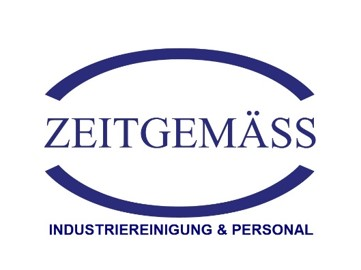 ZEITGEMÄSS
INDUSTRIEREINIGUNG & PERSONAL